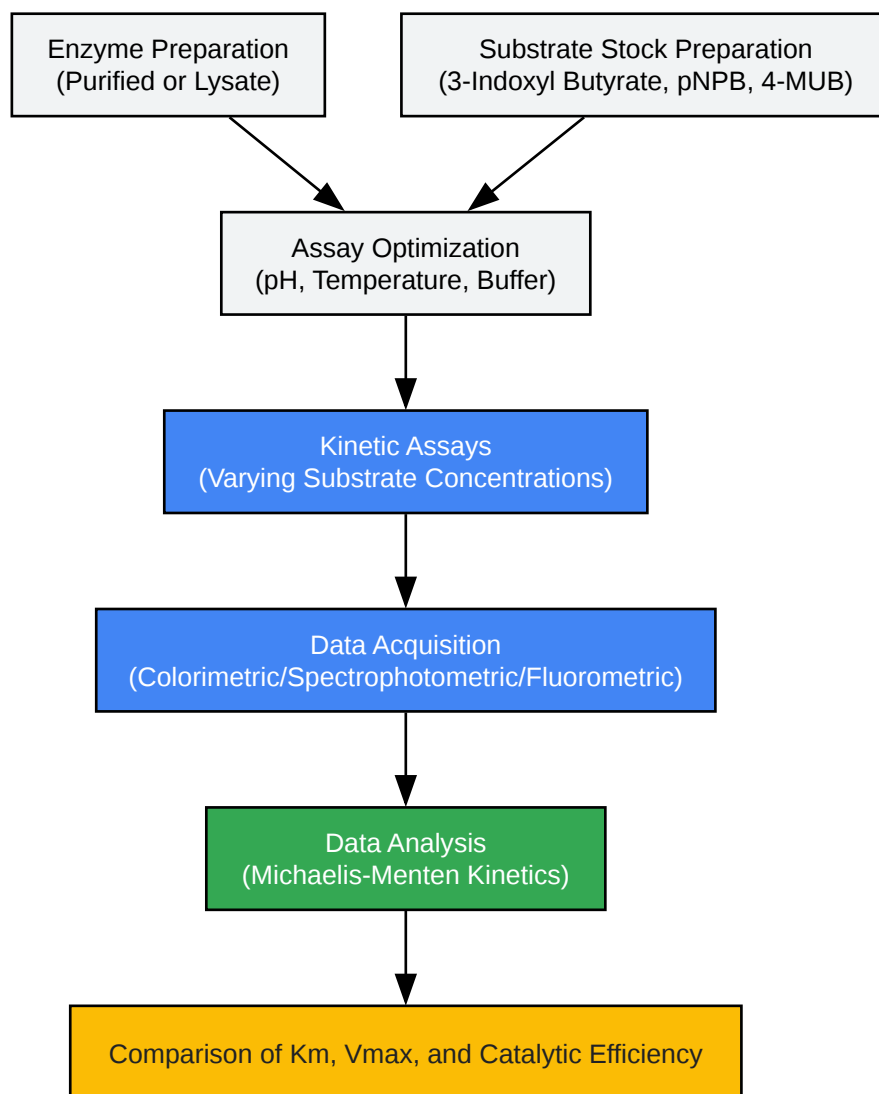 Enzyme Preparation
(Purified or Lysate)
Substrate Stock Preparation
(3-Indoxyl Butyrate, pNPB, 4-MUB)
Assay Optimization
(pH, Temperature, Buffer)
Kinetic Assays
(Varying Substrate Concentrations)
Data Acquisition
(Colorimetric/Spectrophotometric/Fluorometric)
Data Analysis
(Michaelis-Menten Kinetics)
Comparison of Km, Vmax, and Catalytic Efficiency